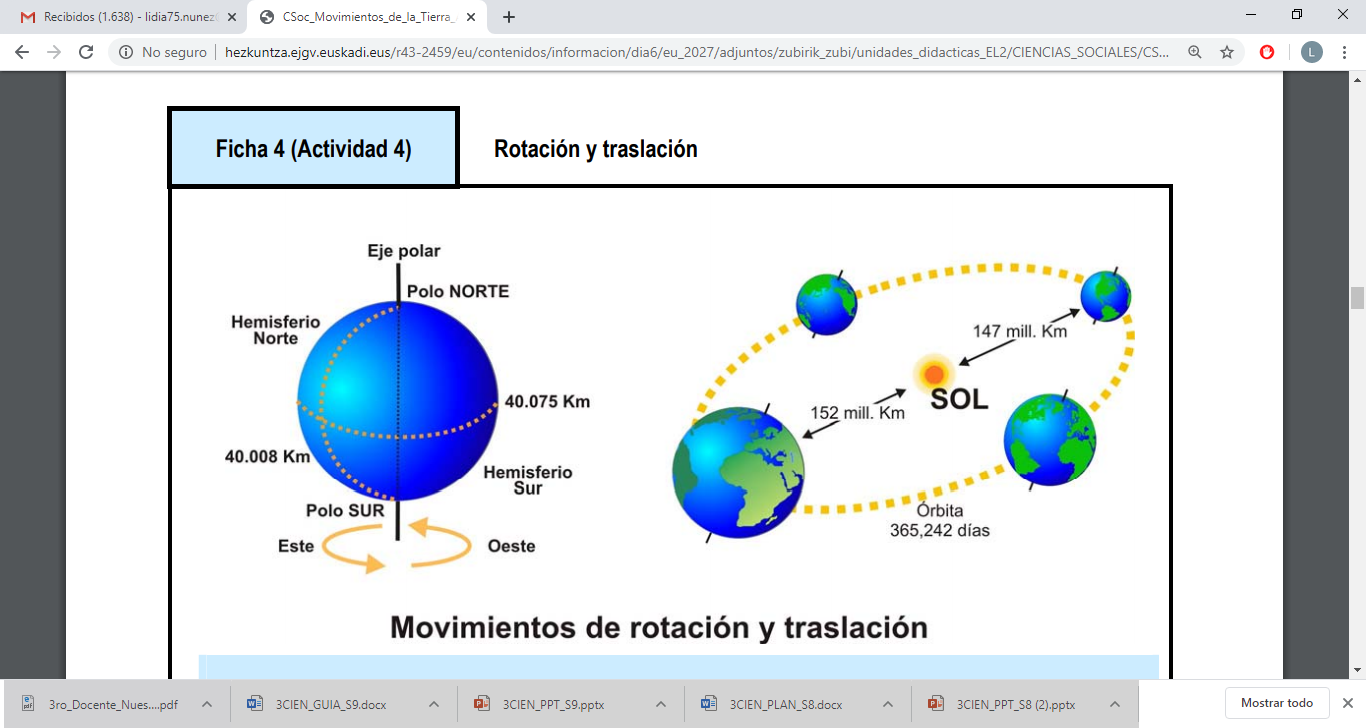 Recibidos (1.638) - lidia75.nunez
CSoc_Movimientos_de_la_Tierra_
No seguro
hezkuntza.ejgv.euskadi.eus/r43-2459/eu/contenidos/informacion/dia6/eu_2027/adjuntos/zubirik_zubi/unidades_didacticas_EL2/CIENCIAS_SOCIALES/CS...
L
Ficha 4 (Actividad 4)
Rotación y traslación
Eje polar
Polo NORTE
Hemisferio
Norte
40.075 Km
40.008 Km
Hemisferio
Sur
Polo SUR
Este
Oeste
147 mill. Km
SOL
152 mill. Km
Órbita
365,242 días
Movimientos de rotación y traslación
3ro_Docente_Nues....pdf
3CIEN_GUIA_S9.docx
3CIEN_PPT_S9.pptx
3CIEN_PLAN_S8.docx
3CIEN_PPT_S8 (2).pptx
Mostrar todo